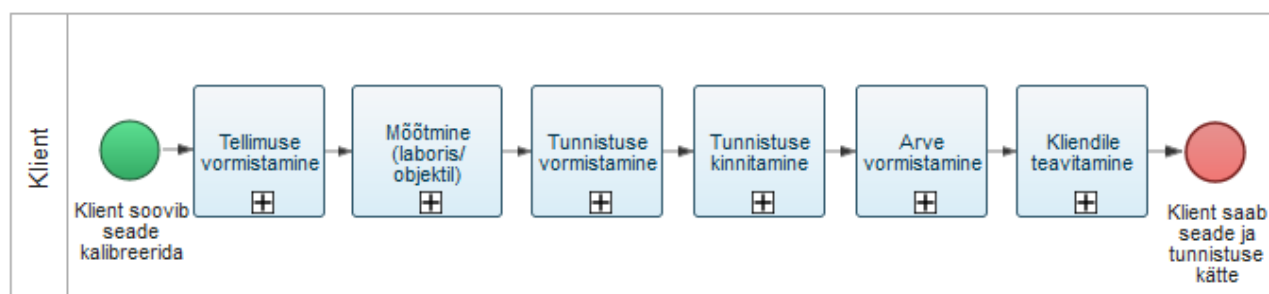 Klient
Klient soovib
seade
kalibreerida
Tellimuse
vormistamine
Mõõtmine
(laboris/
objektil)
Tunnistuse
vormistamine
Tunnistuse
kinnitamine
Arve
vormistamine
Kliendile
teavitamine
Klient saab
seade ja
tunnistuse
kätte